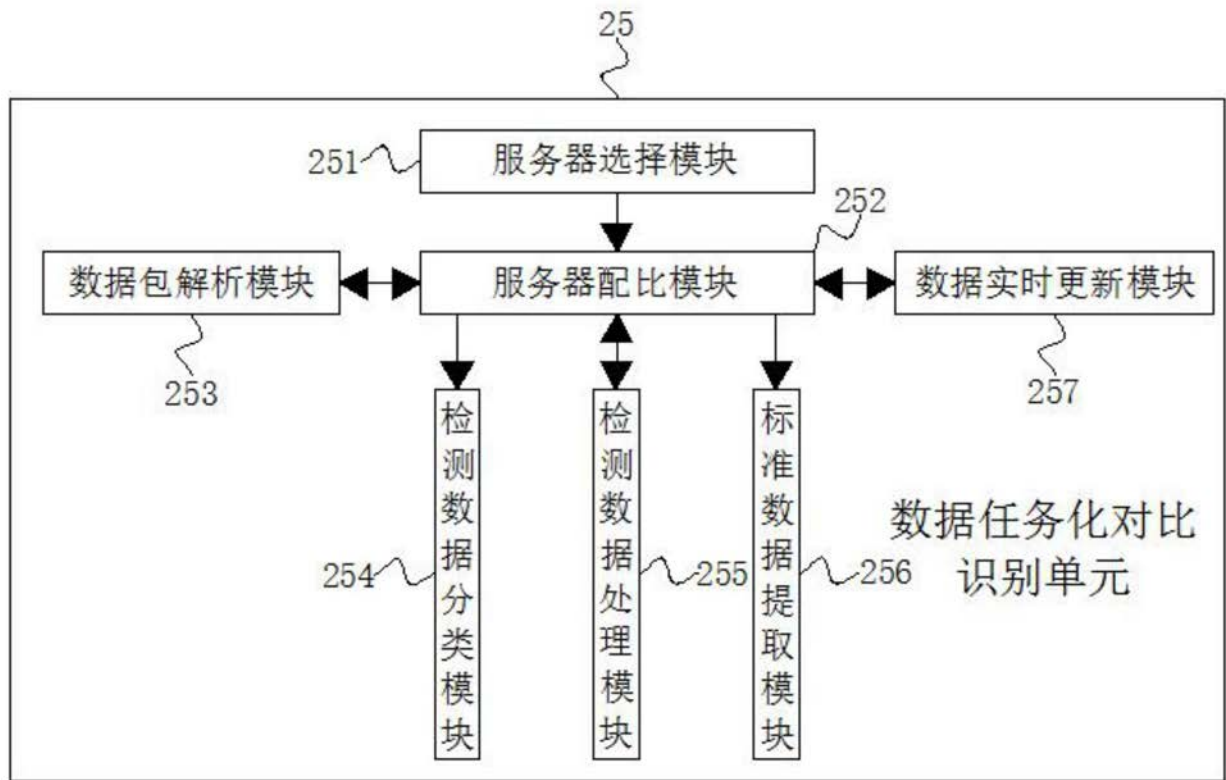 25
251
服务器选择模块
252
数据包解析模块
服务器配比模块
数据实时更新模块
253
257
检测数据分类模块
检测数据处理模块
标准数据提取模块
254
255
256
数据任务化对比
识别单元